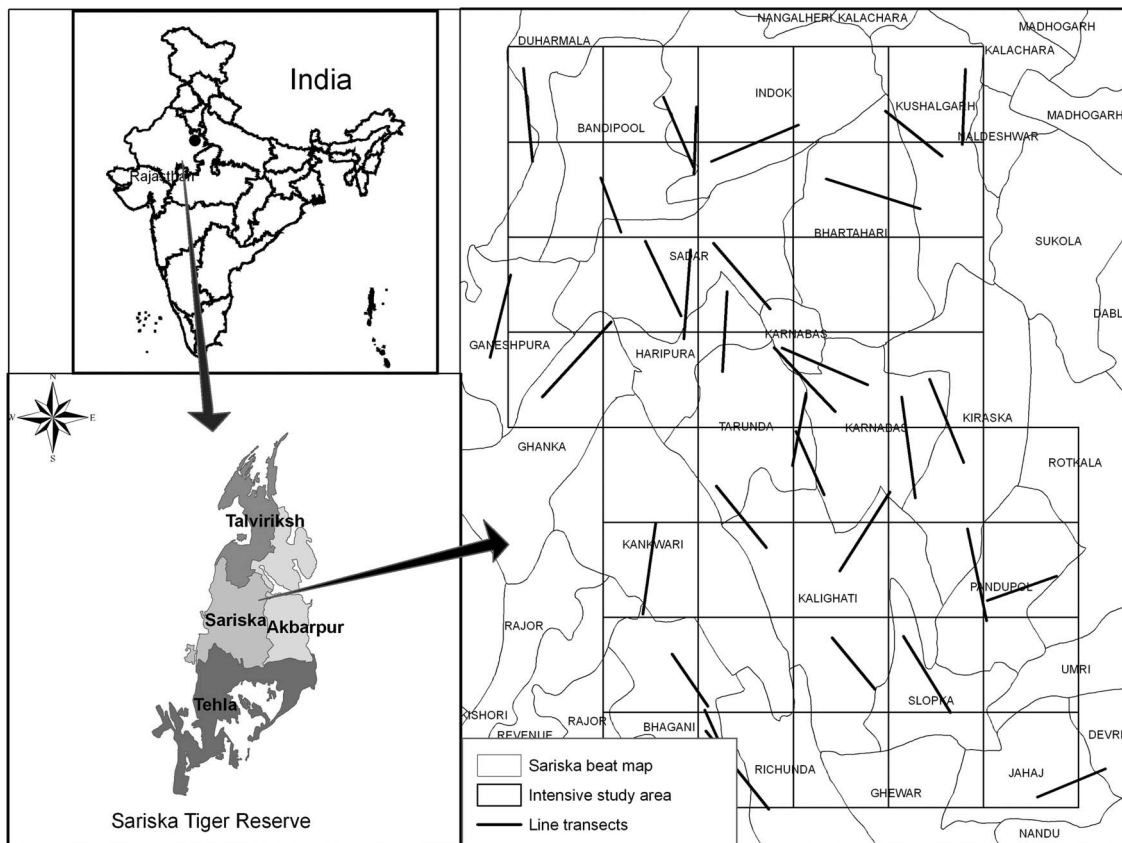 India
Rajasthan
N
W E
S
Talviriksh
Sariska
Akbarpur
Tehla
Sariska Tiger Reserve
NANGALHERI KALACHARA
MADHOGARH
DUHARMALA
KALACHARA
INDOK
KUSHALGARH
MADHOGARH
BANDIPOOL
NALDESHWAR
BHARTAHARI
SUKOLA
SADAR
DABL
GANESHPURA
HARIPURA
KARNABAS
KIRASKA
TARUNDA
KARNABAS
GHANKA
ROTKALA
KANKWARI
PANDUPOL
KALIGHATI
RAJOR
UMRI
SLOPKA
KISHORI
RAJOR
BHAGANI
DEVRI
REVENUE
RICHUNDA
JAHAJ
GHEWAR
NANDU
Sariska beat map
Intensive study area
Line transects